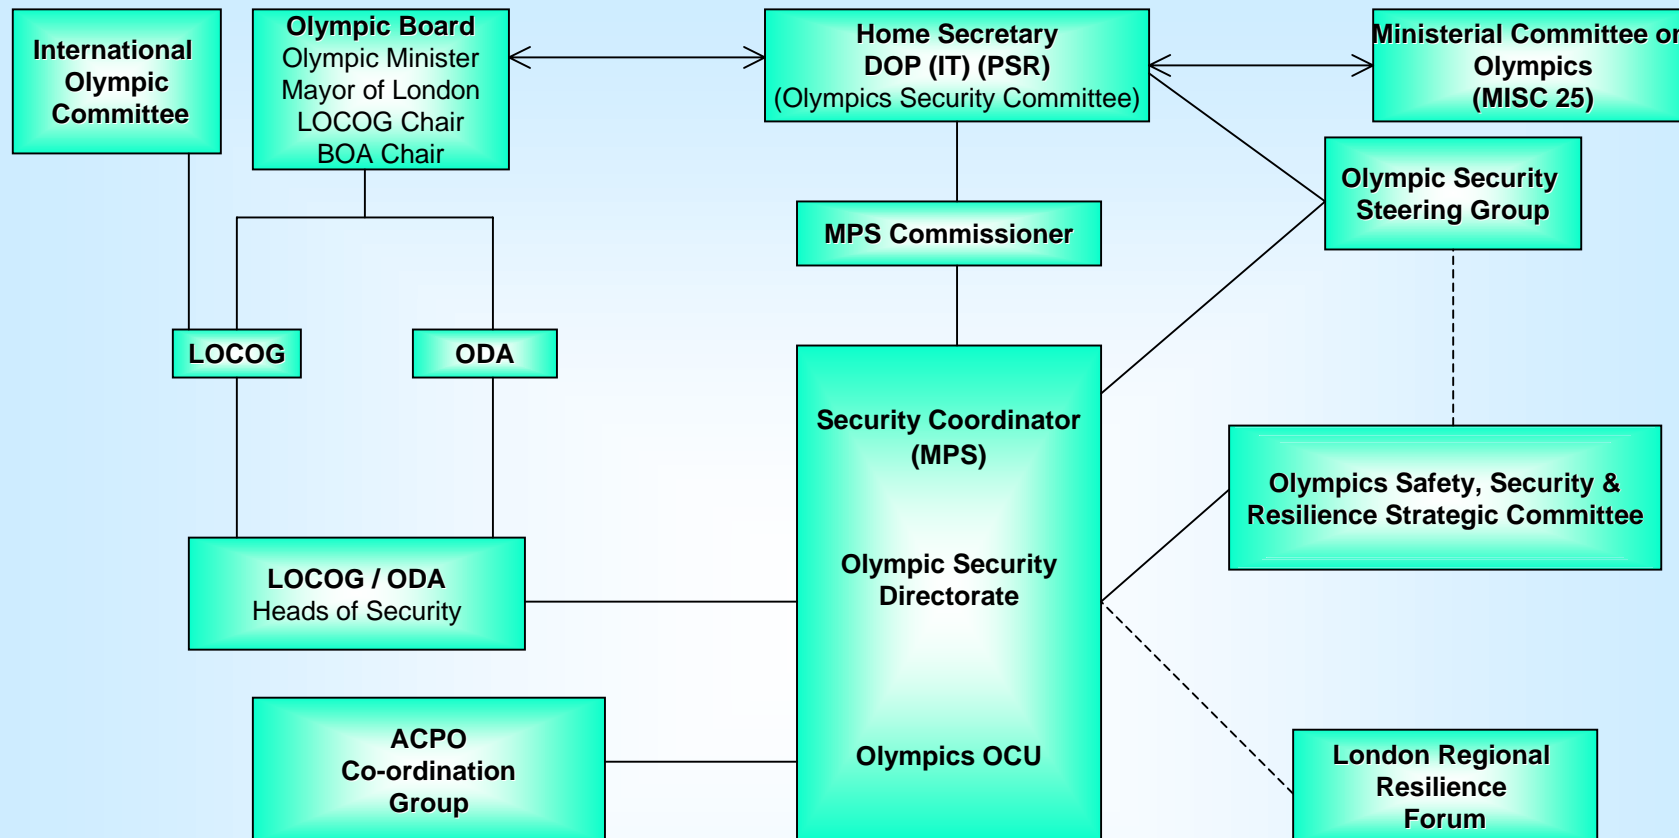 International
Olympic
Committee
Olympic Board
Olympic Minister
Mayor of London
LOCOG Chair
BOA Chair
Home Secretary
DOP (IT) (PSR)
(Olympics Security Committee)
Ministerial Committee on
Olympics
(MISC 25)
Olympic Security
Steering Group
MPS Commissioner
LOCOG
ODA
Security Coordinator
(MPS)
Olympic Security
Directorate
Olympics OCU
Olympics Safety, Security &
Resilience Strategic Committee
LOCOG / ODA
Heads of Security
ACPO
Co-ordination
Group
London Regional
Resilience
Forum